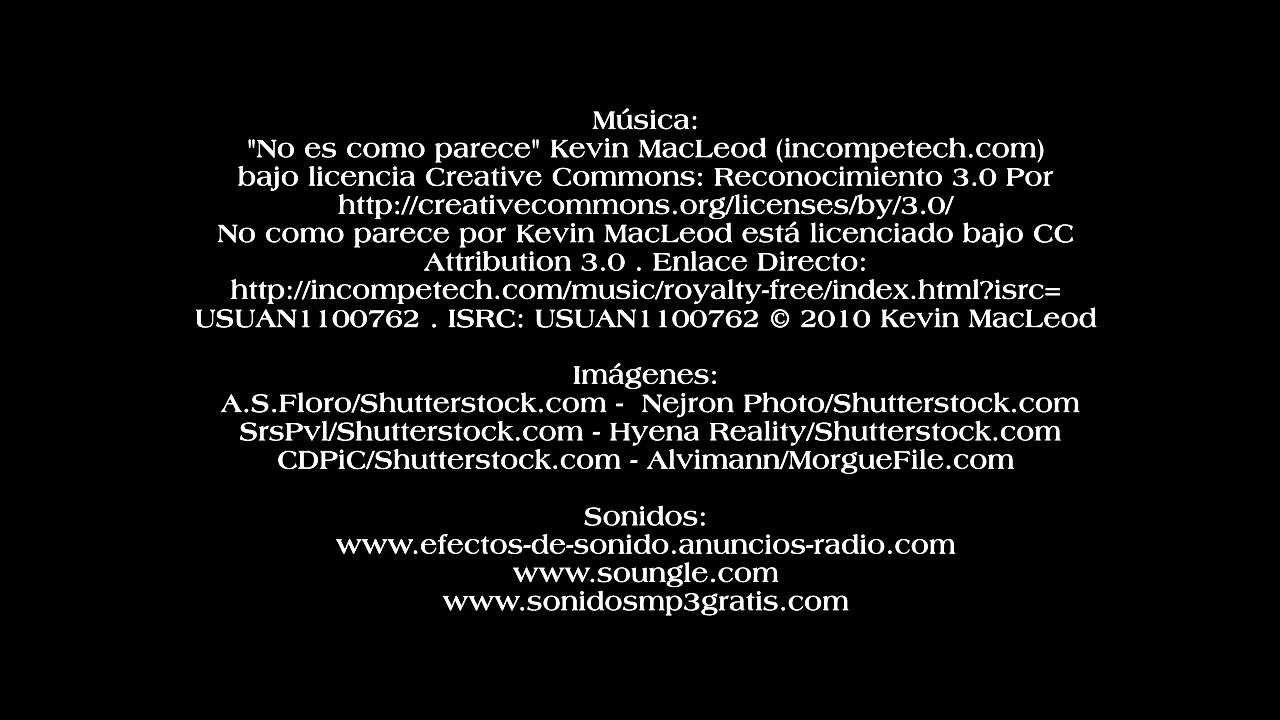 Música:
"No es como parece" Kevin MacLeod (incompetech.com)
bajo licencia Creative Commons: Reconocimiento 3.0 Por
http://creativecommons.org/licenses/by/3.0/
No como parece por Kevin MacLeod está licenciado bajo CC
Attribution 3.0 . Enlace Directo:
http://incompetech.com/music/royalty-free/index.html?isrc=
USUAN1100762 . ISRC: USUAN1100762 © 2010 Kevin MacLeod
Imágenes:
A.S.Floro/Shutterstock.com -  Nejron Photo/Shutterstock.com
SrsPvl/Shutterstock.com - Hyena Reality/Shutterstock.com
CDPiC/Shutterstock.com - Alvimann/MorgueFile.com
Sonidos:
www.efectos-de-sonido.anuncios-radio.com
www.soungle.com
www.sonidosmp3gratis.com